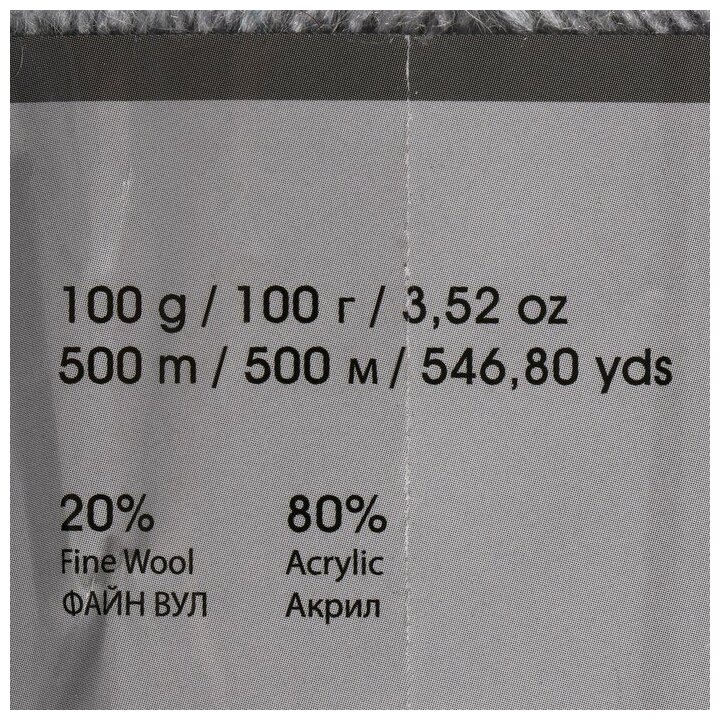 100 g / 100 г / 3,52 oz
500 m / 500 м / 546,80 yds
20% 80%
Fine Wool Acrylic
ФАЙН ВУЛ Акрил